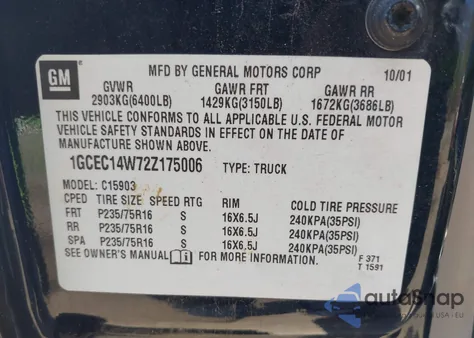 GM
MFD BY GENERAL MOTORS CORP 10/01
GVWR GAWR FRT GAWR RR
2903KG(6400LB) 1429KG(3150LB) 1672KG(3686LB)
THIS VEHICLE CONFORMS TO ALL APPLICABLE U.S. FEDERAL MOTOR
VEHICLE SAFETY STANDARDS IN EFFECT ON THE DATE OF
MANUFACTURE SHOWN ABOVE.
1GCEC14W72Z175006 TYPE: TRUCK
MODEL: C15903
CPED TIRE SIZE SPEED RTG RIM COLD TIRE PRESSURE
FRT P235/75R16 S 16X6.5J 240KPA(35PSI)
RR P235/75R16 S 16X6.5J 240KPA(35PSI)
SPA P235/75R16 S 16X6.5J 240KPA(35PSI)
SEE OWNER'S MANUAL FOR MORE INFORMATION. F 371
T 1591
autoSnap